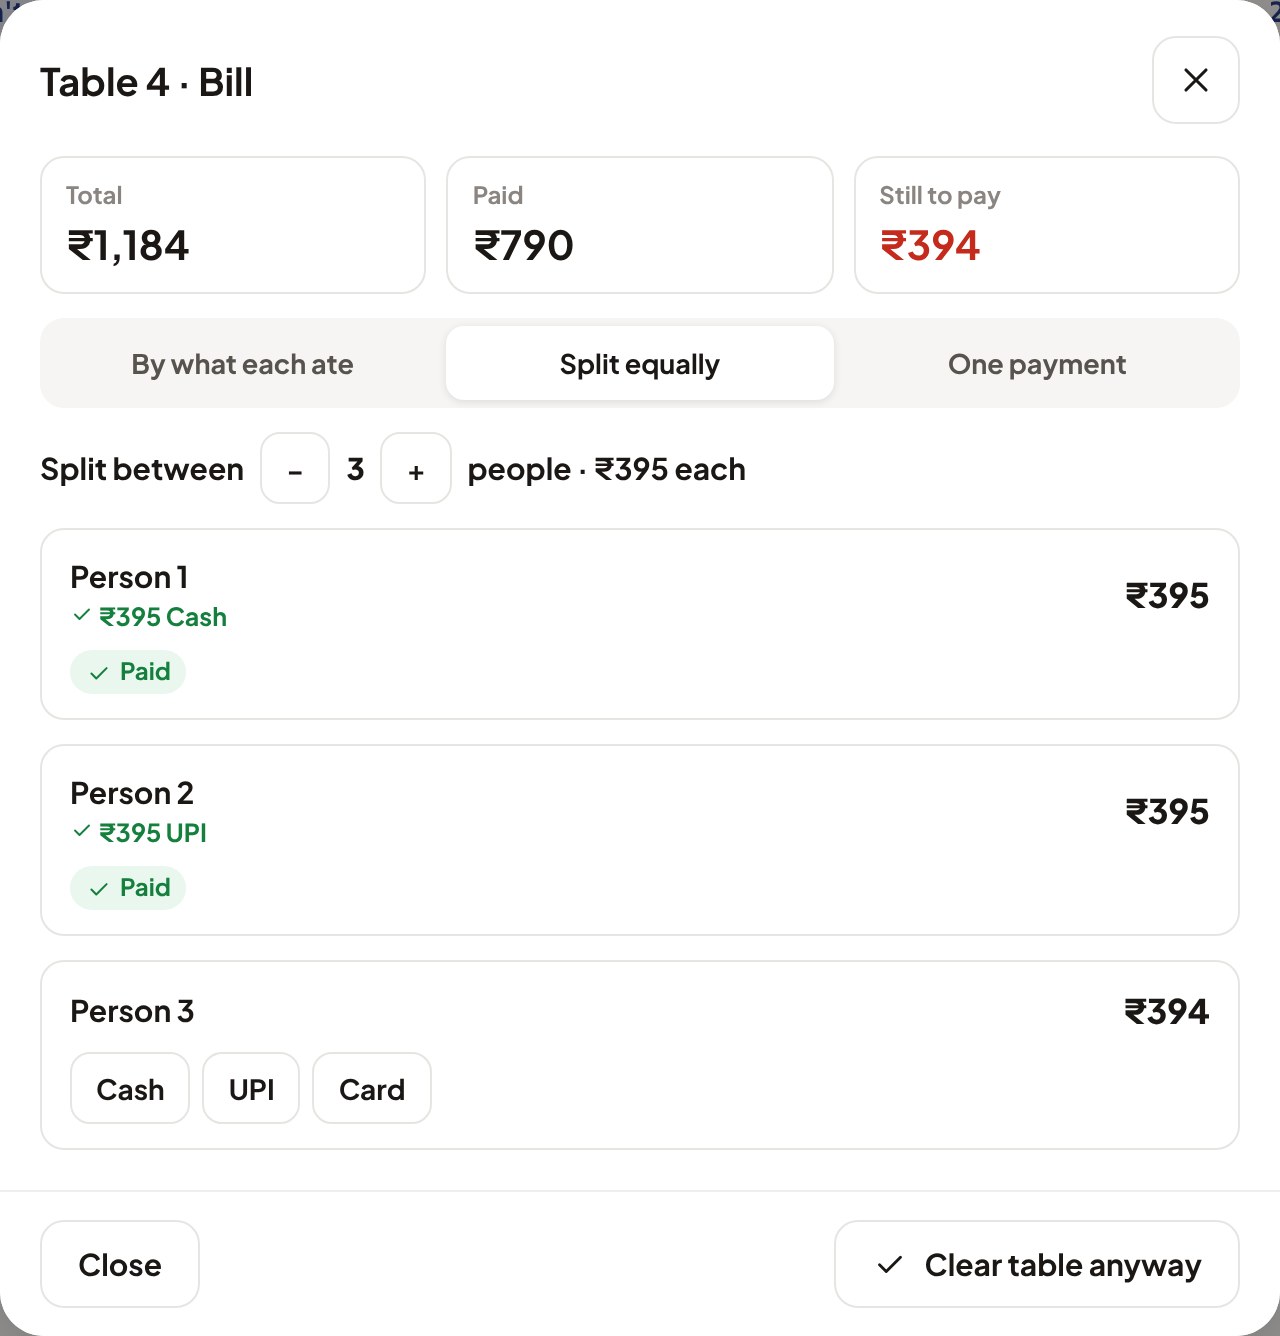 Table 4 · Bill
Total
₹1,184
Paid
₹790
Still to pay
₹394
By what each ate
Split equally
One payment
Split between - 3 + people · ₹395 each
Person 1
₹395
✓ ₹395 Cash
✓ Paid
Person 2
₹395
✓ ₹395 UPI
✓ Paid
Person 3
₹394
Cash
UPI
Card
Close
✓ Clear table anyway